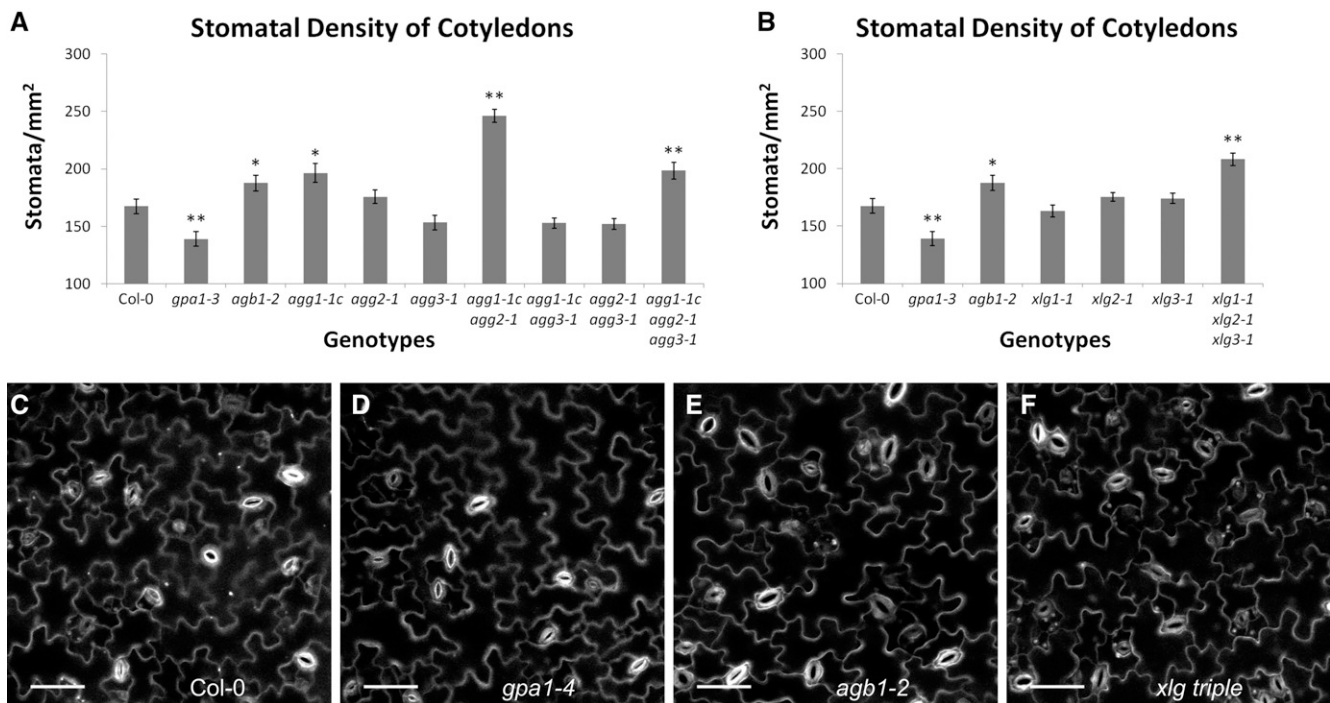 A
Stomatal Density of Cotyledons
Stomata/mm²
300
250
200
150
100
**
*
*
**
**
Col-0 gpa1-3 agb1-2 agg1-1c agg2-1 agg3-1 agg1-1c agg1-1c agg2-1 agg1-1c
agg2-1 agg3-1 agg3-1 agg2-1
agg3-1
Genotypes
B
Stomatal Density of Cotyledons
Stomata/mm²
300
250
200
150
100
**
*
**
Col-0 gpa1-3 agb1-2 xlg1-1 xlg2-1 xlg3-1 xlg1-1
xlg2-1
xlg3-1
Genotypes
C
Col-0
D
gpa1-4
E
agb1-2
F
xlg triple